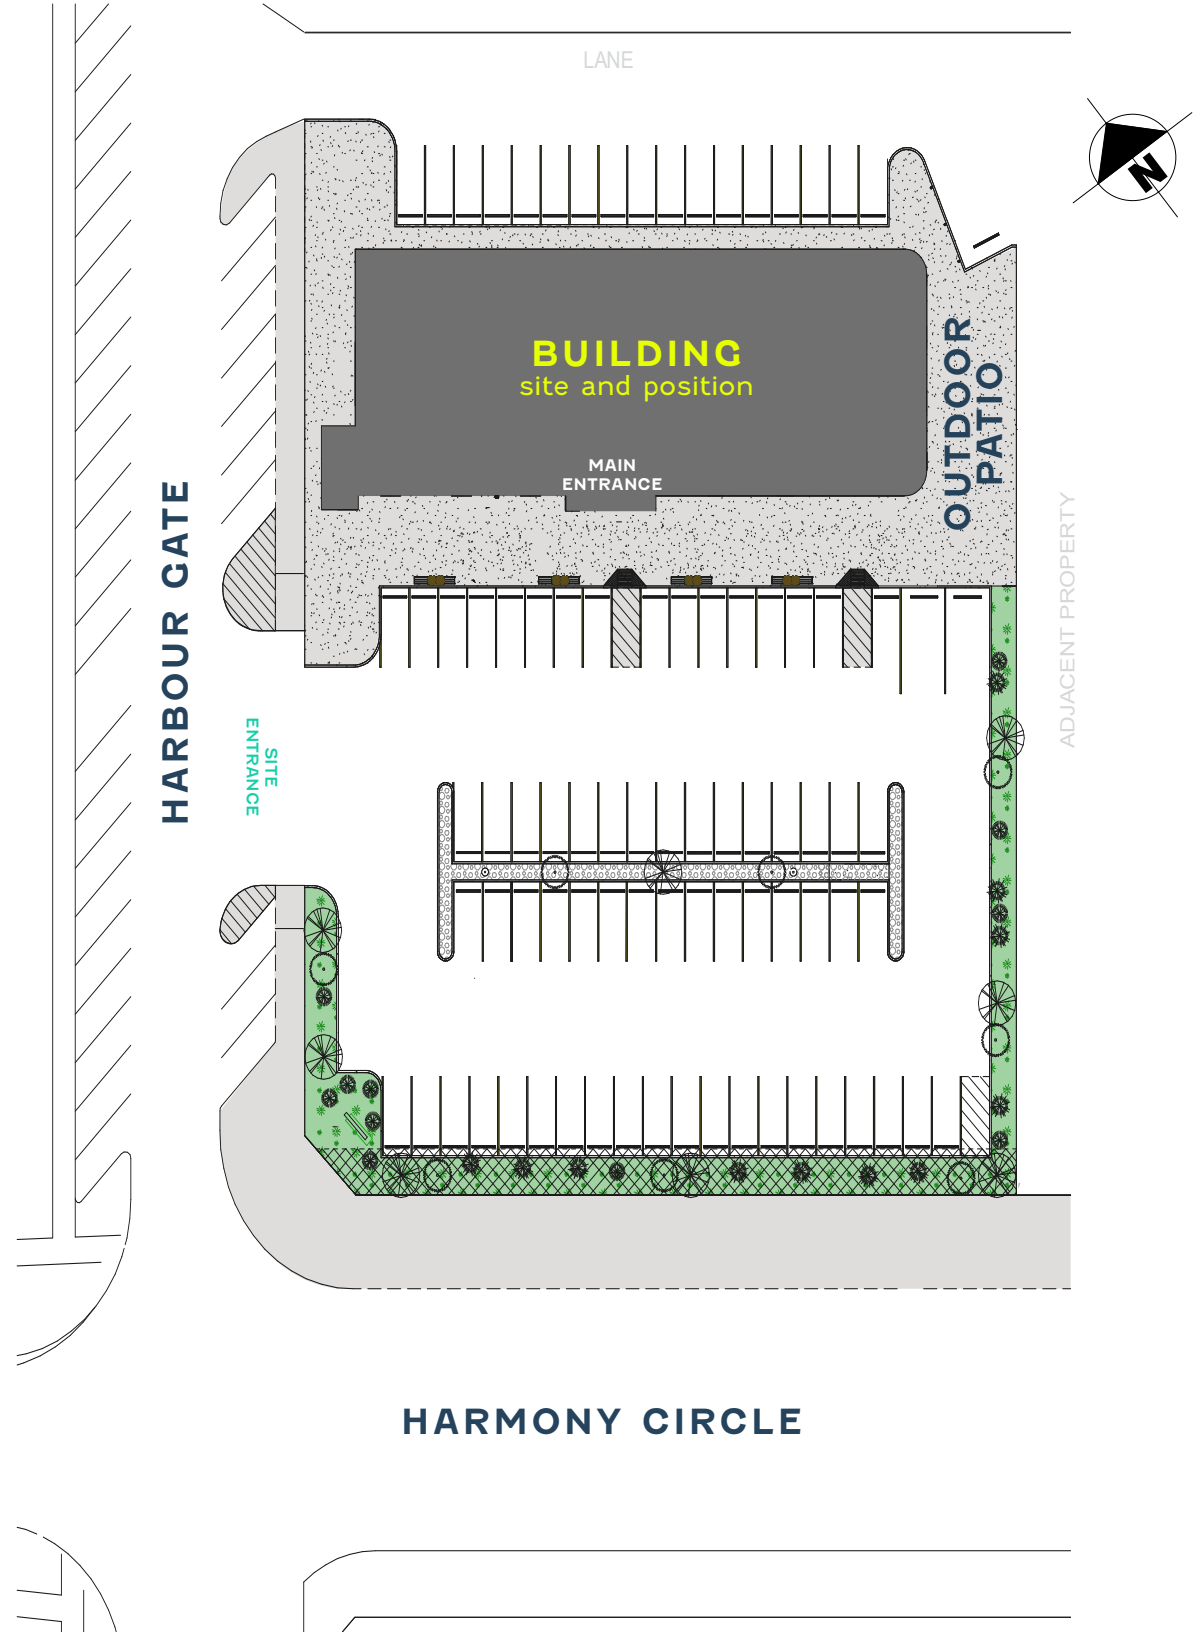 LANE
N
BUILDING
site and position
MAIN
ENTRANCE
OUTDOOR
PATIO
HARBOUR GATE
ADJACENT PROPERTY
SITE
ENTRANCE
HARMONY CIRCLE